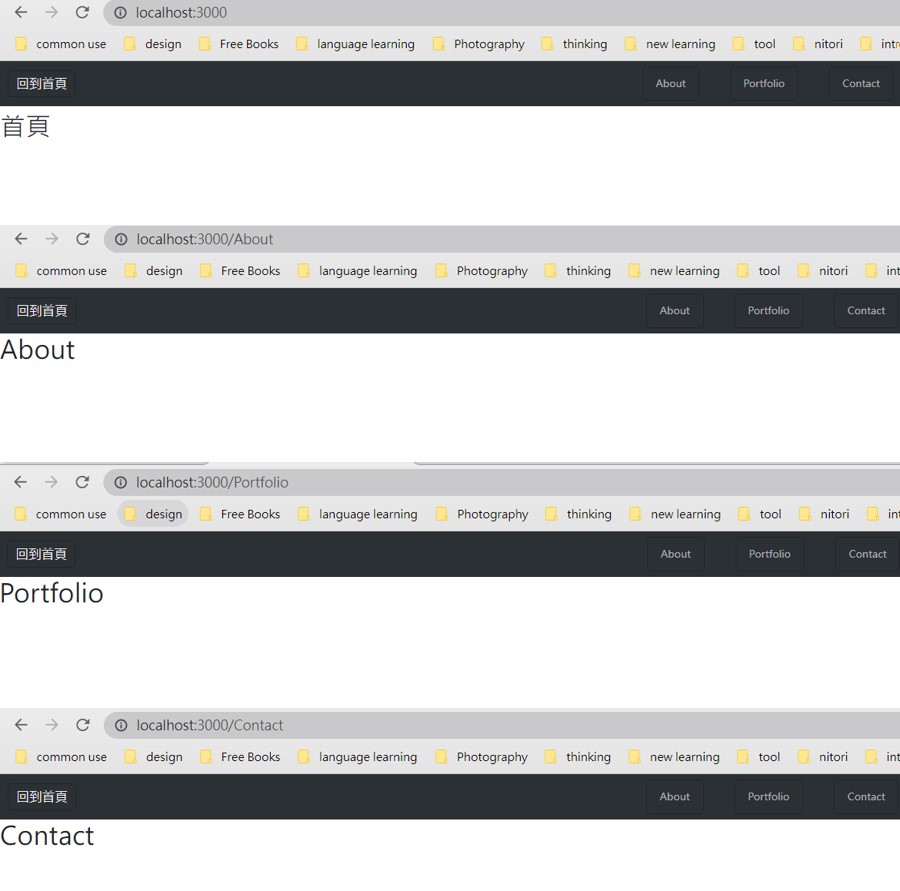 localhost:3000
common use design Free Books language learning Photography thinking new learning tool nitori intr
回到首頁 About Portfolio Contact
首頁
localhost:3000/About
common use design Free Books language learning Photography thinking new learning tool nitori int
回到首頁 About Portfolio Contact
About
localhost:3000/Portfolio
common use design Free Books language learning Photography thinking new learning tool nitori int
回到首頁 About Portfolio Contact
Portfolio
localhost:3000/Contact
common use design Free Books language learning Photography thinking new learning tool nitori int
回到首頁 About Portfolio Contact
Contact